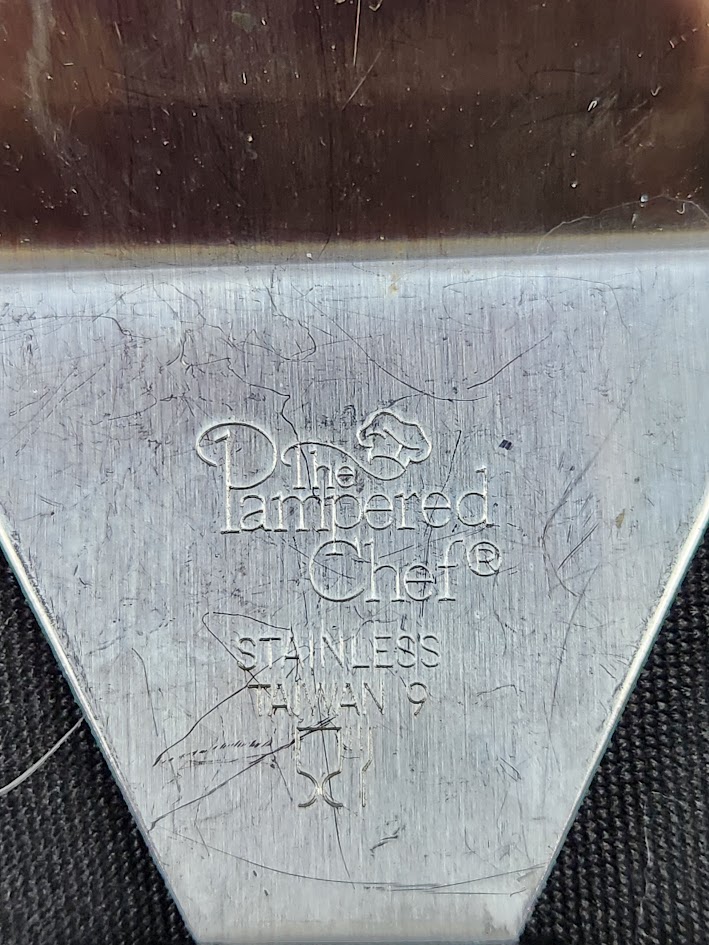 The
Pampered
Chef®
STAINLESS
TAIWAN 9